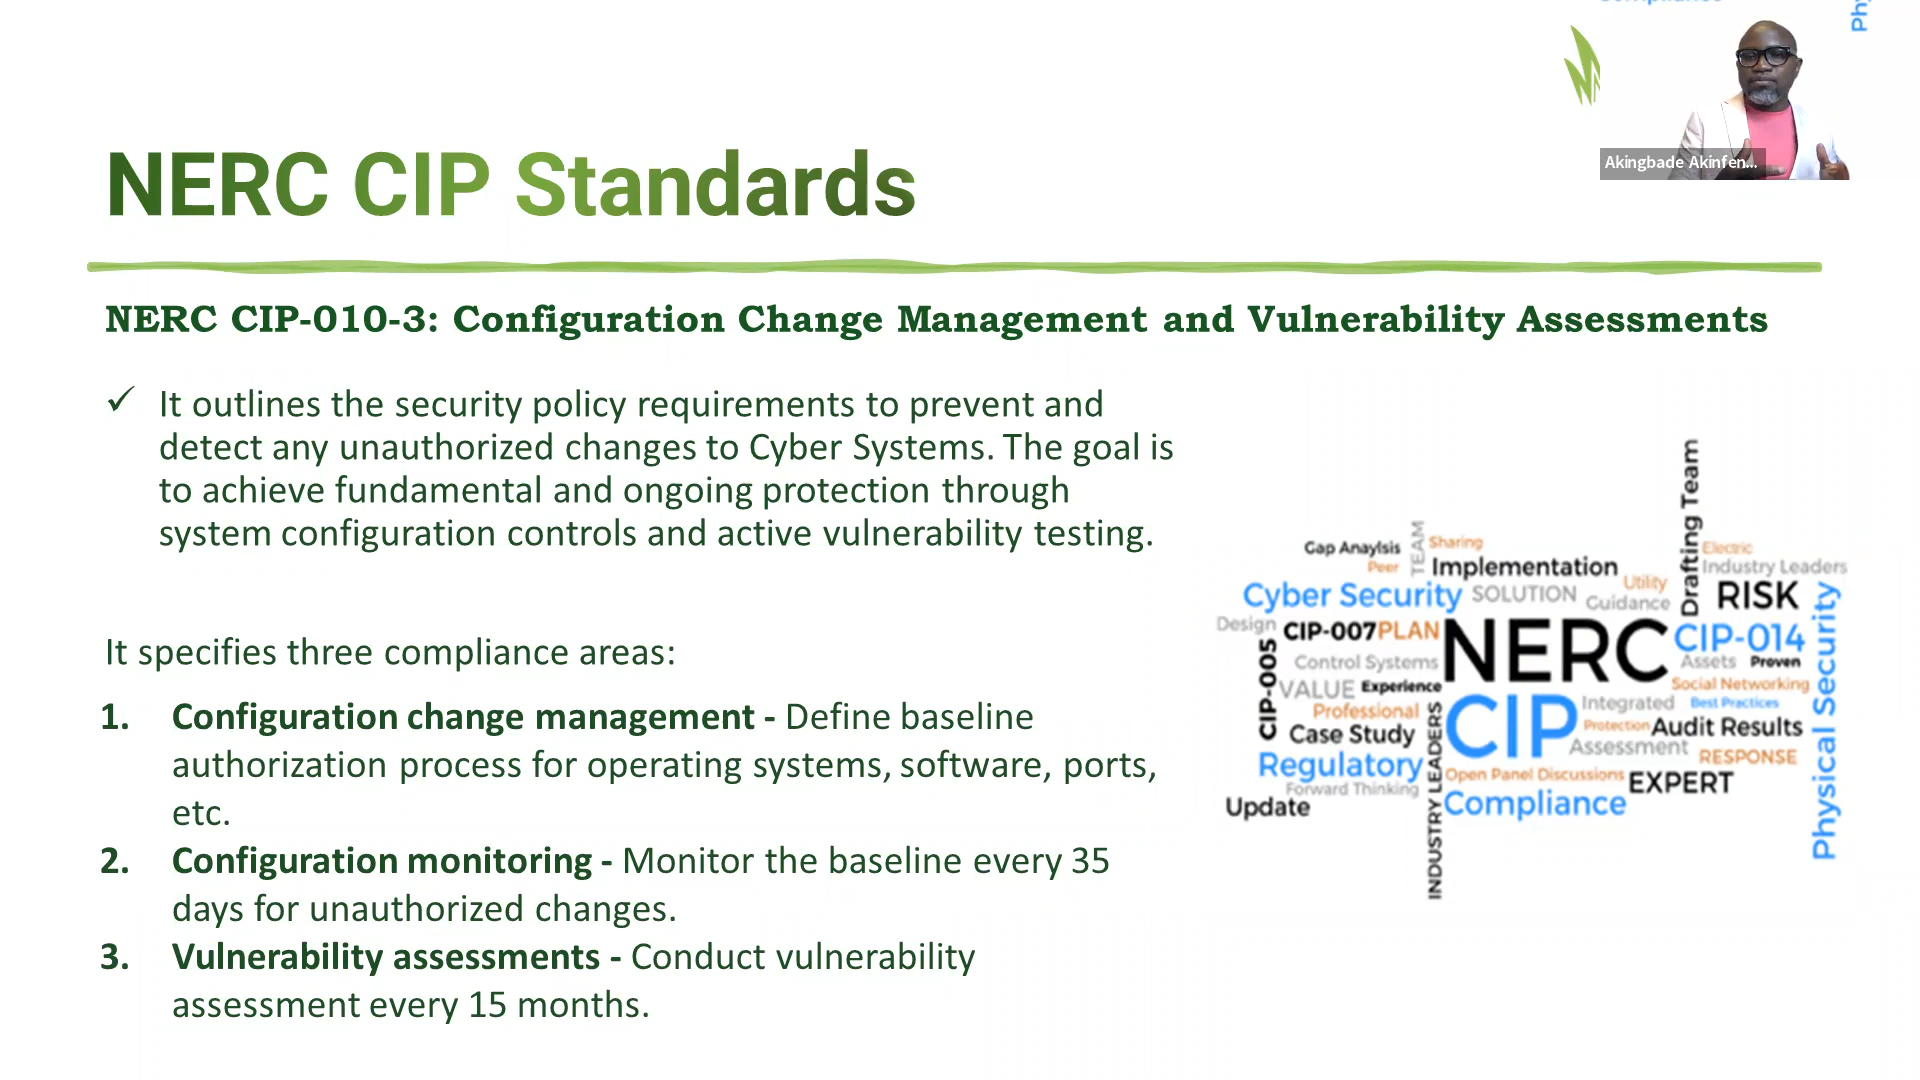 NERC CIP Standards
Akingbade Akinfen...
NERC CIP-010-3: Configuration Change Management and Vulnerability Assessments
✓ It outlines the security policy requirements to prevent and
detect any unauthorized changes to Cyber Systems. The goal is
to achieve fundamental and ongoing protection through
system configuration controls and active vulnerability testing.
It specifies three compliance areas:
1. Configuration change management - Define baseline
authorization process for operating systems, software, ports,
etc.
2. Configuration monitoring - Monitor the baseline every 35
days for unauthorized changes.
3. Vulnerability assessments - Conduct vulnerability
assessment every 15 months.
Drafting Team
Gap Anaylsis
TEAM
Sharing
Electric
Peer
Implementation
Industry Leaders
Cyber Security
SOLUTION
Utility
Guidance
RISK
Design
CIP-007
PLAN
NERC
CIP-014
CIP-005
Control Systems
Assets
Proven
VALUE
Experience
Social Networking
Professional
CIP
Integrated
Best Practices
Case Study
Protection
Audit Results
Assessment
RESPONSE
Regulatory
Open Panel Discussions
EXPERT
Forward Thinking
Update
Compliance
INDUSTRY LEADERS
Physical Security